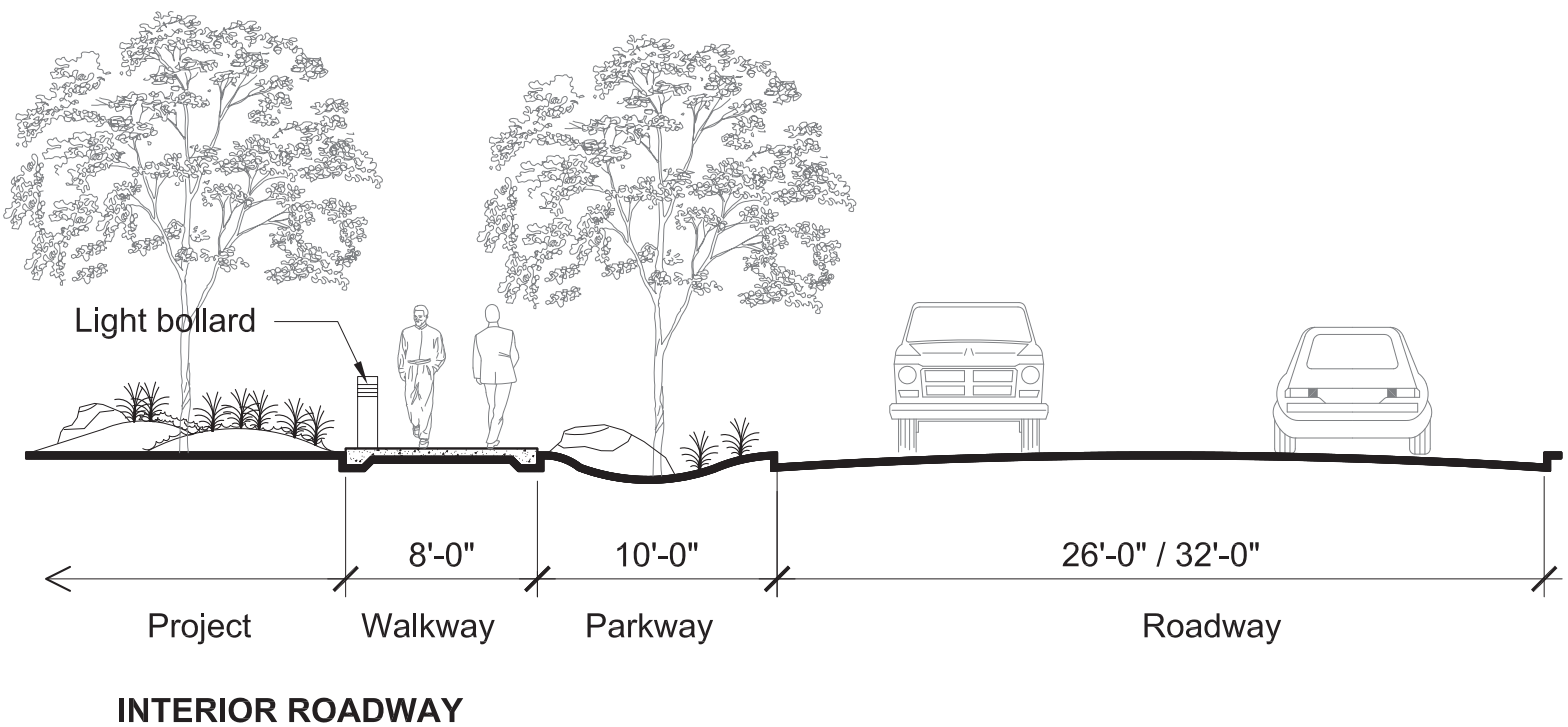 Light bollard
8'-0"
10'-0"
26'-0" / 32'-0"
Project
Walkway
Parkway
Roadway
INTERIOR ROADWAY